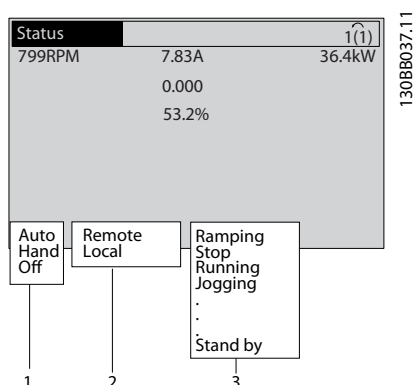 Status 1(1)
799RPM 7.83A 36.4kW
0.000
53.2%
Auto
Hand
Off
Remote
Local
Ramping
Stop
Running
Jogging
.
.
.
Stand by
1 2 3
130BB037.11